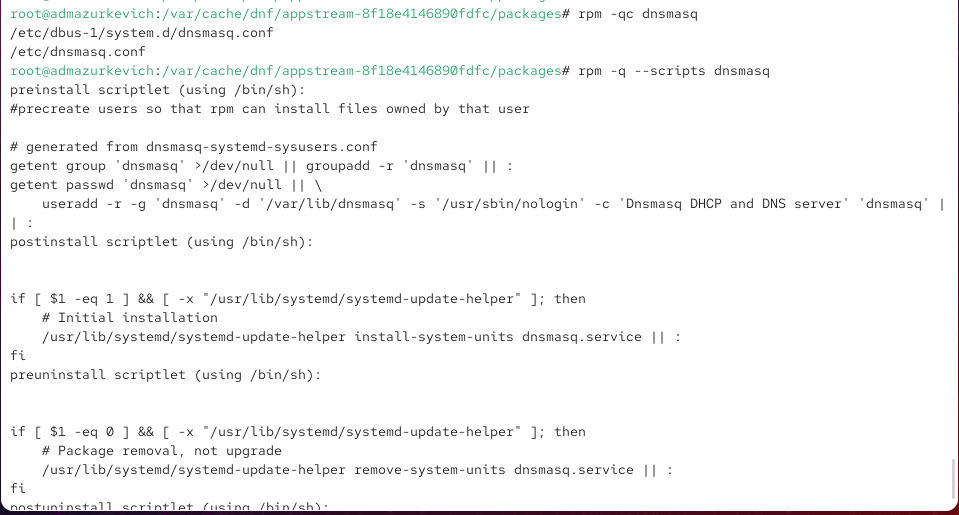 root@admazurkevich:/var/cache/dnf/appstream-8f18e4146890fdfc/packages# rpm -qc dnsmasq
/etc/dbus-1/system.d/dnsmasq.conf
/etc/dnsmasq.conf
root@admazurkevich:/var/cache/dnf/appstream-8f18e4146890fdfc/packages# rpm -q --scripts dnsmasq
preinstall scriptlet (using /bin/sh):
#precreate users so that rpm can install files owned by that user

# generated from dnsmasq-systemd-sysusers.conf
getent group 'dnsmasq' >/dev/null || groupadd -r 'dnsmasq' || :
getent passwd 'dnsmasq' >/dev/null || \
    useradd -r -g 'dnsmasq' -d '/var/lib/dnsmasq' -s '/usr/sbin/nologin' -c 'Dnsmasq DHCP and DNS server' 'dnsmasq' |
| :
postinstall scriptlet (using /bin/sh):


if [ $1 -eq 1 ] && [ -x "/usr/lib/systemd/systemd-update-helper" ]; then
    # Initial installation
    /usr/lib/systemd/systemd-update-helper install-system-units dnsmasq.service || :
fi
preuninstall scriptlet (using /bin/sh):


if [ $1 -eq 0 ] && [ -x "/usr/lib/systemd/systemd-update-helper" ]; then
    # Package removal, not upgrade
    /usr/lib/systemd/systemd-update-helper remove-system-units dnsmasq.service || :
fi
postuninstall scriptlet (using /bin/sh):